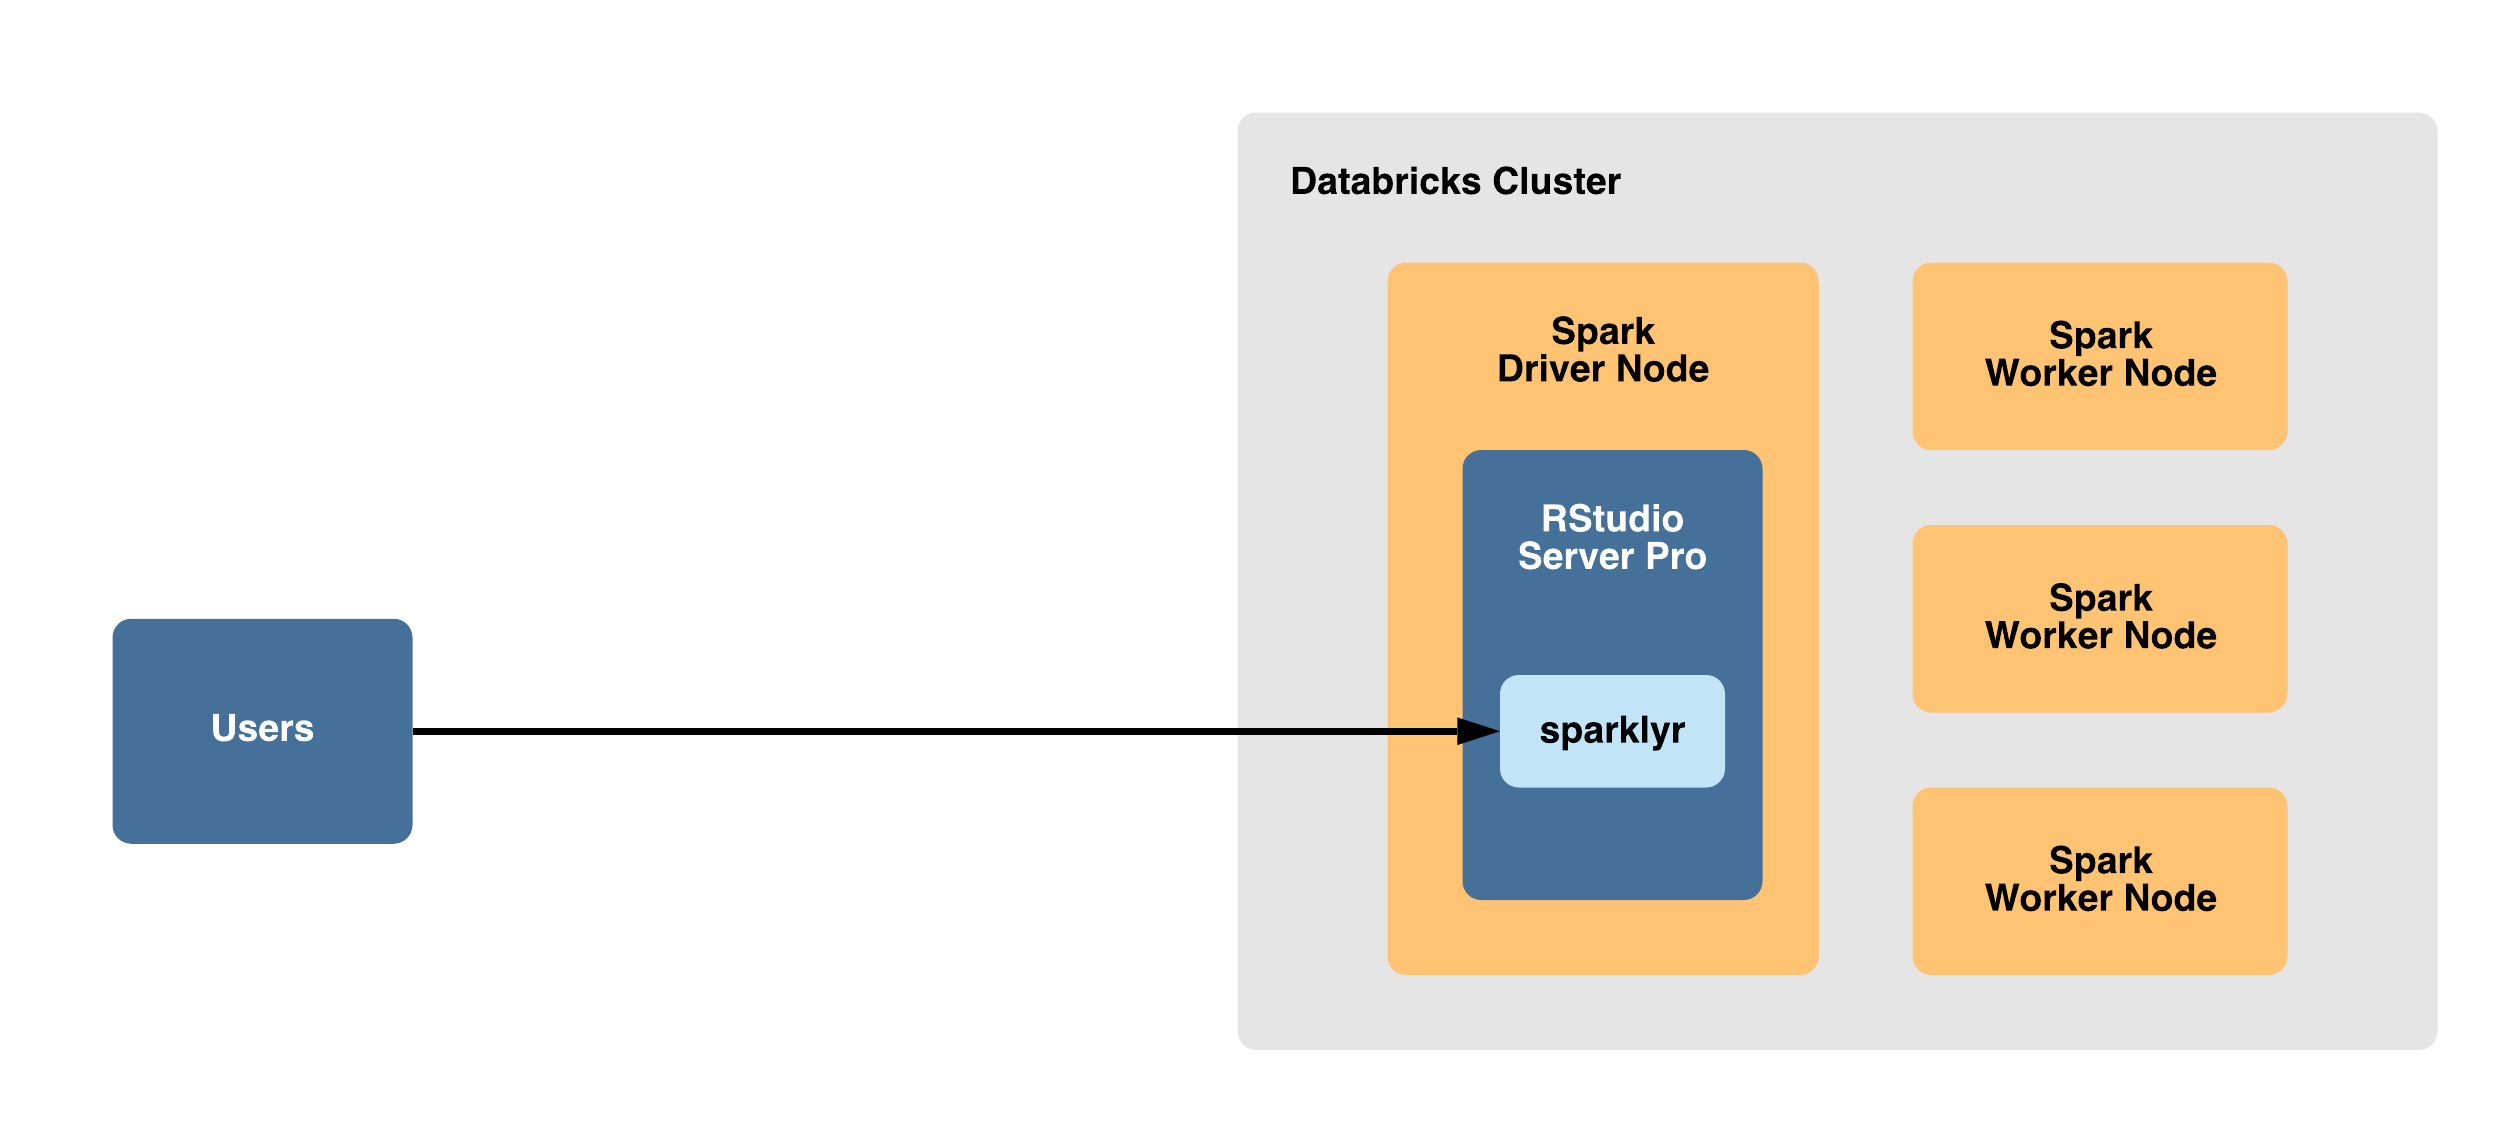 Databricks Cluster
Spark
Driver Node
RStudio
Server Pro
sparklyr
Users
Spark
Worker Node
Spark
Worker Node
Spark
Worker Node